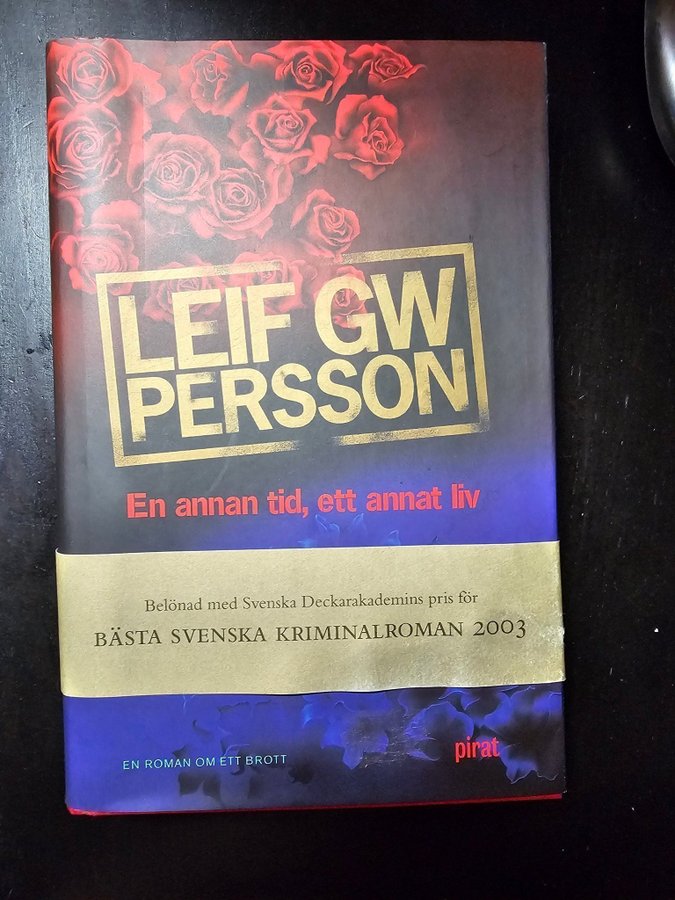 LEIF GW
PERSSON
En annan tid, ett annat liv
Belönad med Svenska Deckarakademins pris för
BÄSTA SVENSKA KRIMINALROMAN 2003
EN ROMAN OM ETT BROTT
pirat